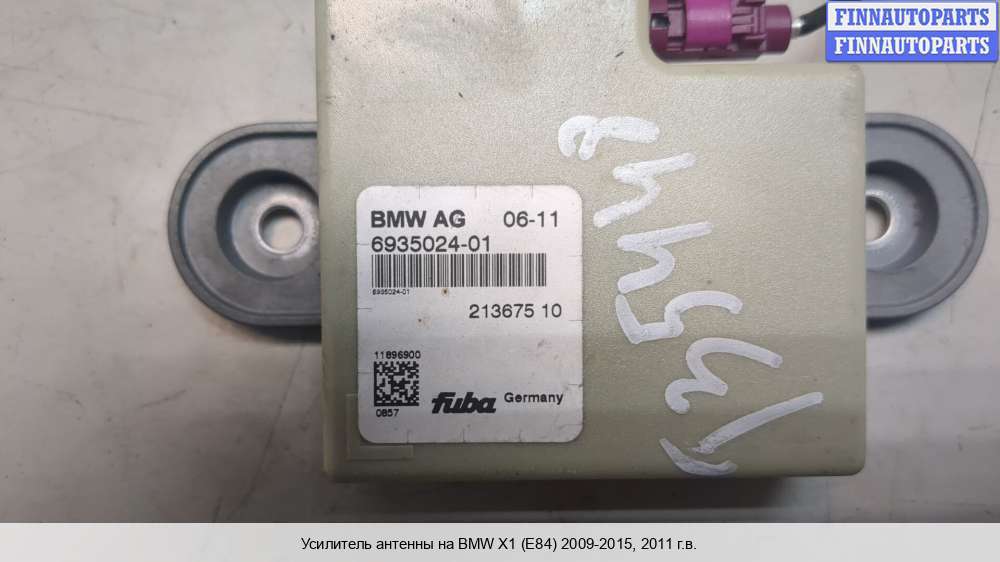 FINNAUTOPARTS
FINNAUTOPARTS
BMW AG 06-11
6935024-01
6935024-01
213675 10
11896900
0857
fuba Germany
Усилитель антенны на BMW X1 (E84) 2009-2015, 2011 г.в.